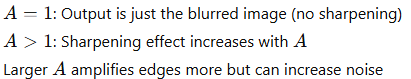 A = 1: Output is just the blurred image (no sharpening)
A > 1: Sharpening effect increases with A
Larger A amplifies edges more but can increase noise